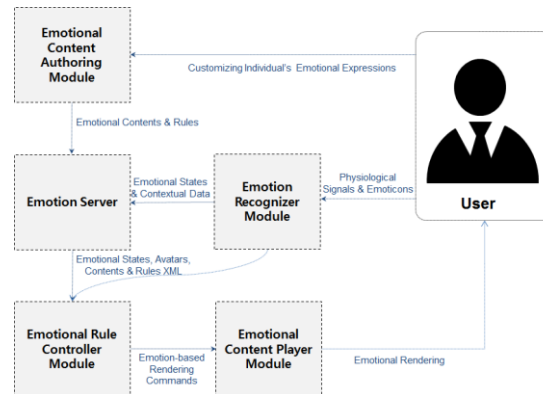 Emotional
Content
Authoring
Module
Customizing Individual's Emotional Expressions
Emotional Contents & Rules
Emotion Server
Emotional States
& Contextual Data
Emotion
Recognizer
Module
Physiological
Signals & Emoticons
User
Emotional States, Avatars,
Contents & Rules XML
Emotional Rule
Controller
Module
Emotion-based
Rendering
Commands
Emotional
Content Player
Module
Emotional Rendering